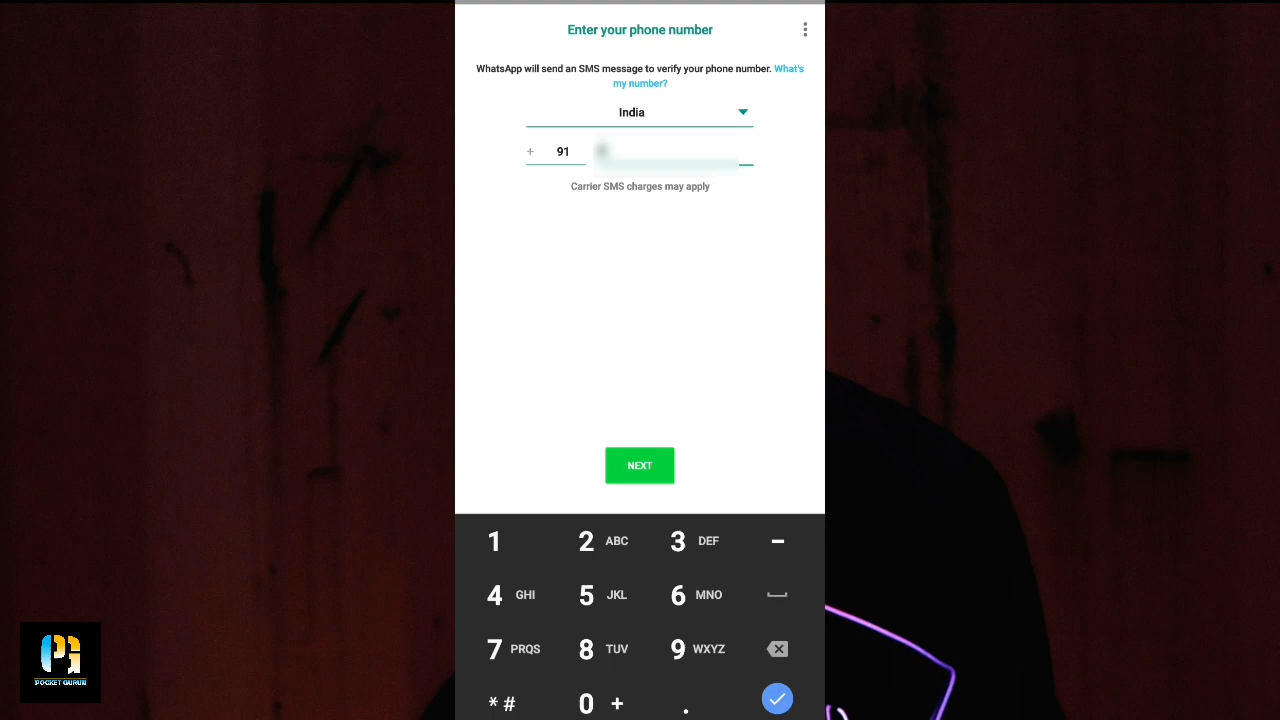 Enter your phone number
WhatsApp will send an SMS message to verify your phone number. What's
my number?
India
+ 91
Carrier SMS charges may apply
NEXT
1 2 ABC 3 DEF -
4 GHI 5 JKL 6 MNO
7 PRQS 8 TUV 9 WXYZ
* # 0 + .
POCKET GURUJI